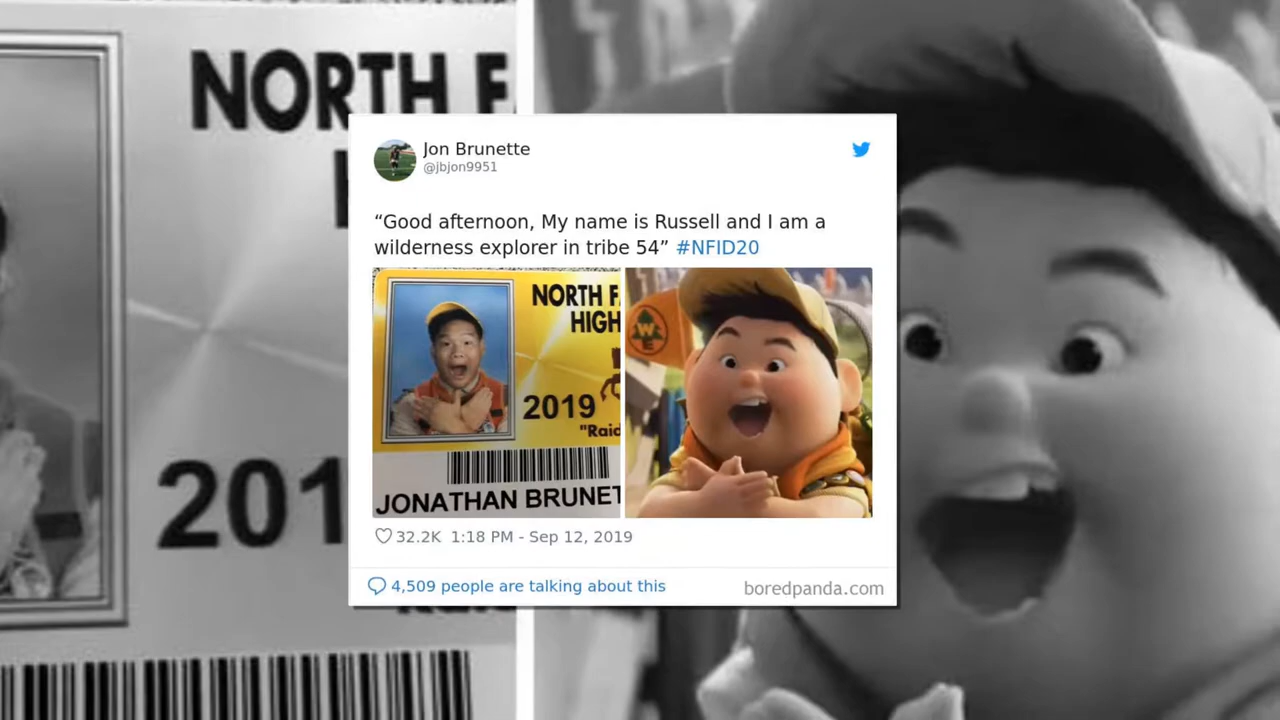 NORTH F
201
Jon Brunette
@jbjon9951
“Good afternoon, My name is Russell and I am a
wilderness explorer in tribe 54” #NFID20
NORTH F
HIGH
2019
"Raid
JONATHAN BRUNET
WE
32.2K 1:18 PM - Sep 12, 2019
4,509 people are talking about this
boredpanda.com